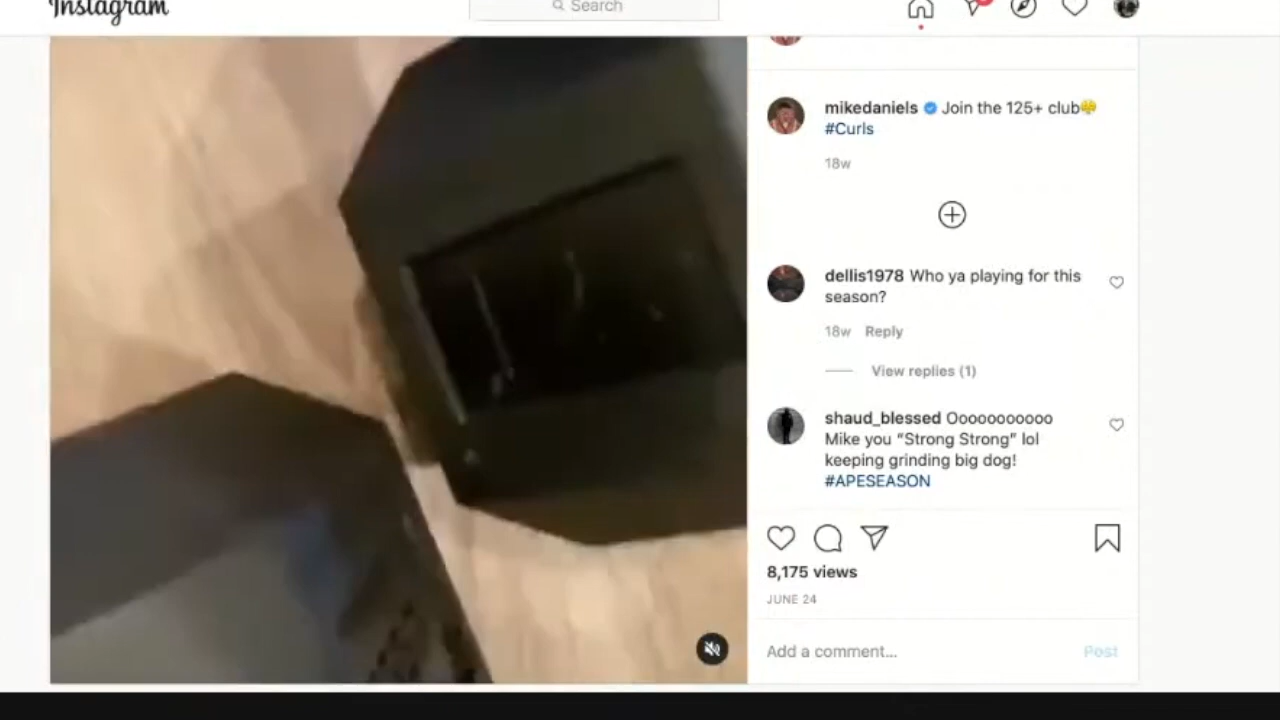 Instagram
Search
mikedaniels Join the 125+ club
#Curls
18w
dellis1978 Who ya playing for this
season?
18w Reply
View replies (1)
shaud_blessed Ooooooooooo
Mike you “Strong Strong” lol
keeping grinding big dog!
#APESEASON
8,175 views
JUNE 24
Add a comment... Post